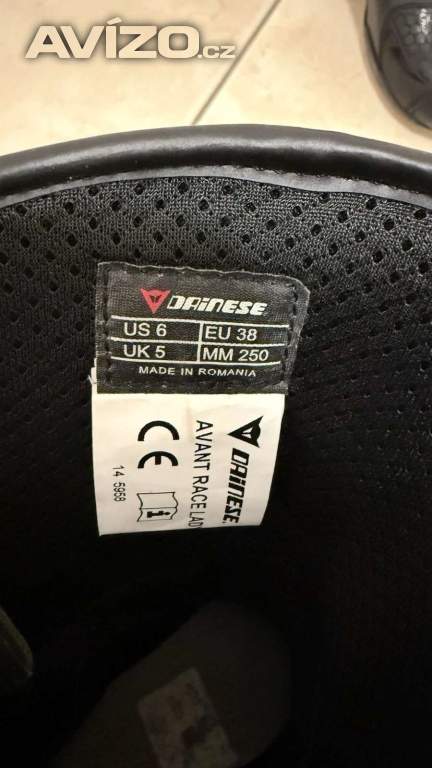 AVÍZO.cz
DAINESE
US 6 EU 38
UK 5 MM 250
MADE IN ROMANIA
DAINESE
AVANT RACE LADY
CE i
14 5958